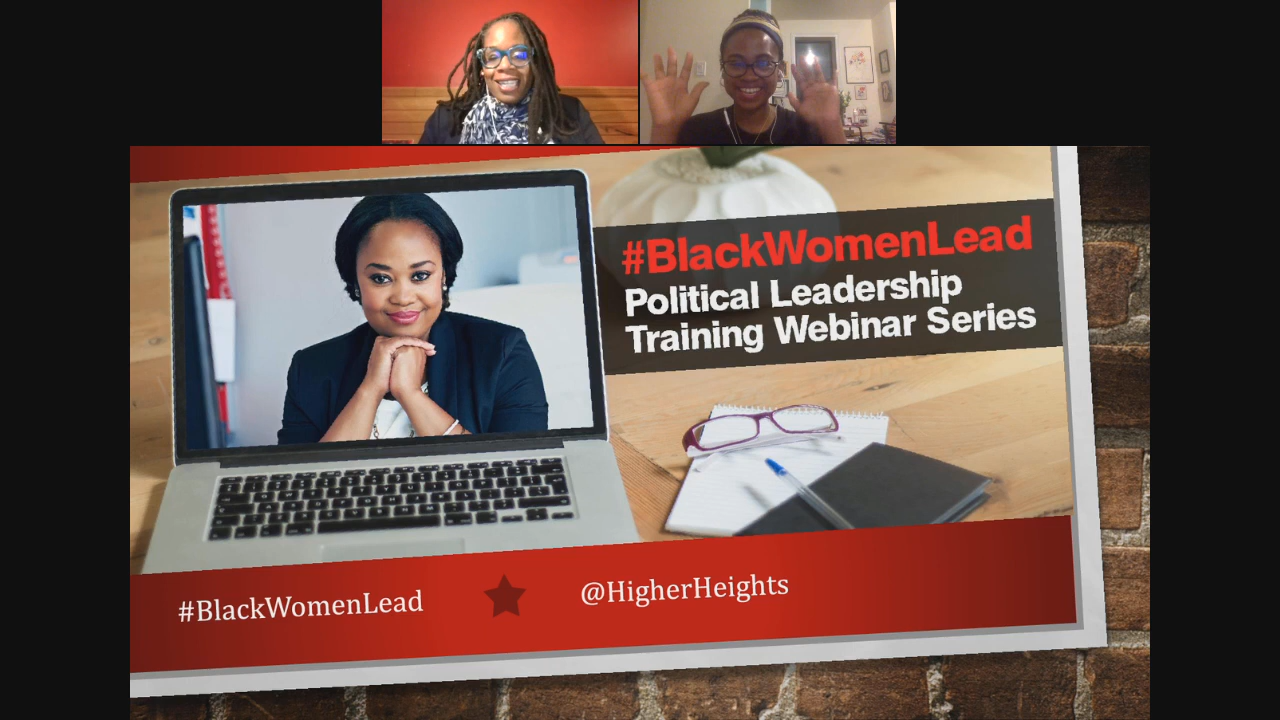 #BlackWomenLead
Political Leadership
Training Webinar Series
#BlackWomenLead
@HigherHeights